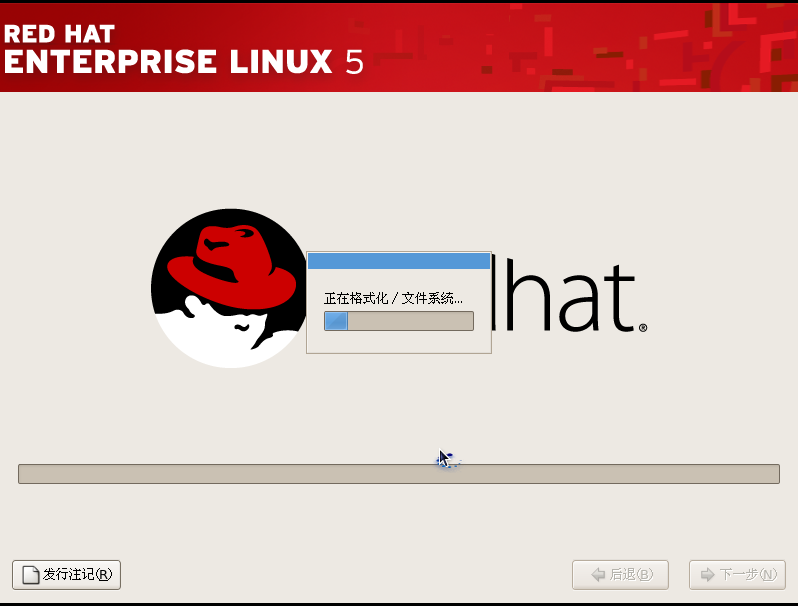 RED HAT
ENTERPRISE LINUX 5
正在格式化 / 文件系统...
hat.®
发行注记(R)
后退(B)
下一步(N)